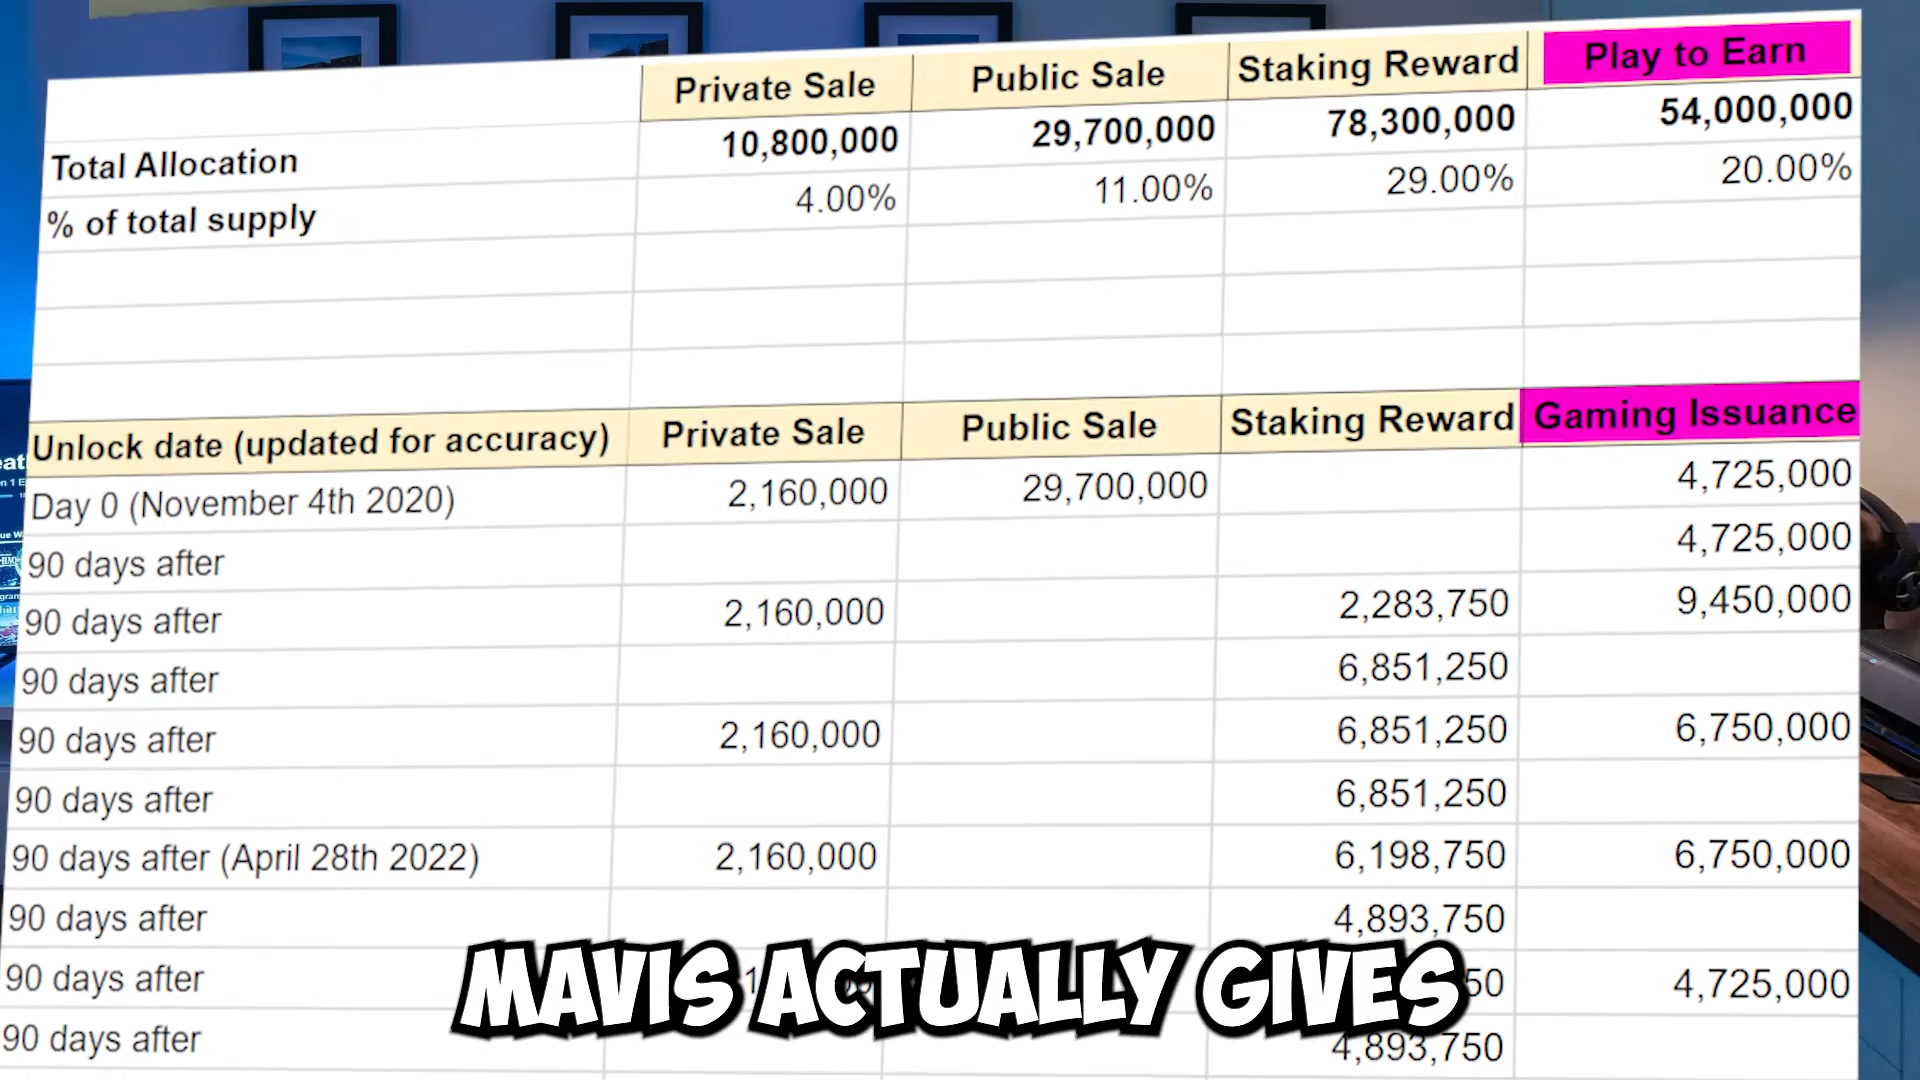 Private Sale Public Sale Staking Reward Play to Earn
Total Allocation 10,800,000 29,700,000 78,300,000 54,000,000
% of total supply 4.00% 11.00% 29.00% 20.00%
Unlock date (updated for accuracy) Private Sale Public Sale Staking Reward Gaming Issuance
Day 0 (November 4th 2020) 2,160,000 29,700,000 4,725,000
90 days after 4,725,000
90 days after 2,160,000 2,283,750 9,450,000
90 days after 6,851,250
90 days after 2,160,000 6,851,250 6,750,000
90 days after 6,851,250
90 days after (April 28th 2022) 2,160,000 6,198,750 6,750,000
90 days after 4,893,750
90 days after 4,725,000
MAVIS ACTUALLY GIVES
90 days after 4,893,750